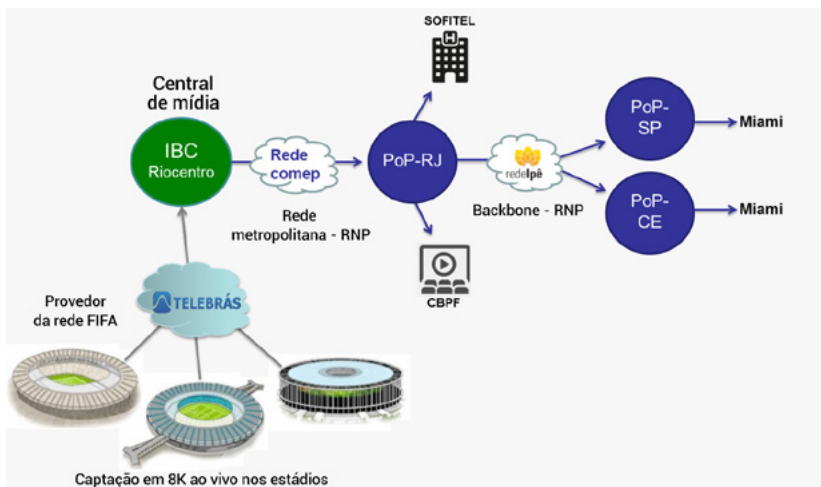 SOFITEL
H
Central
de mídia
IBC
Riocentro
Rede
comep
Rede
metropolitana - RNP
PoP-RJ
redeIpê
Backbone - RNP
PoP-
SP
Miami
PoP-
CE
Miami
CBPF
TELEBRÁS
Provedor
da rede FIFA
Captação em 8K ao vivo nos estádios